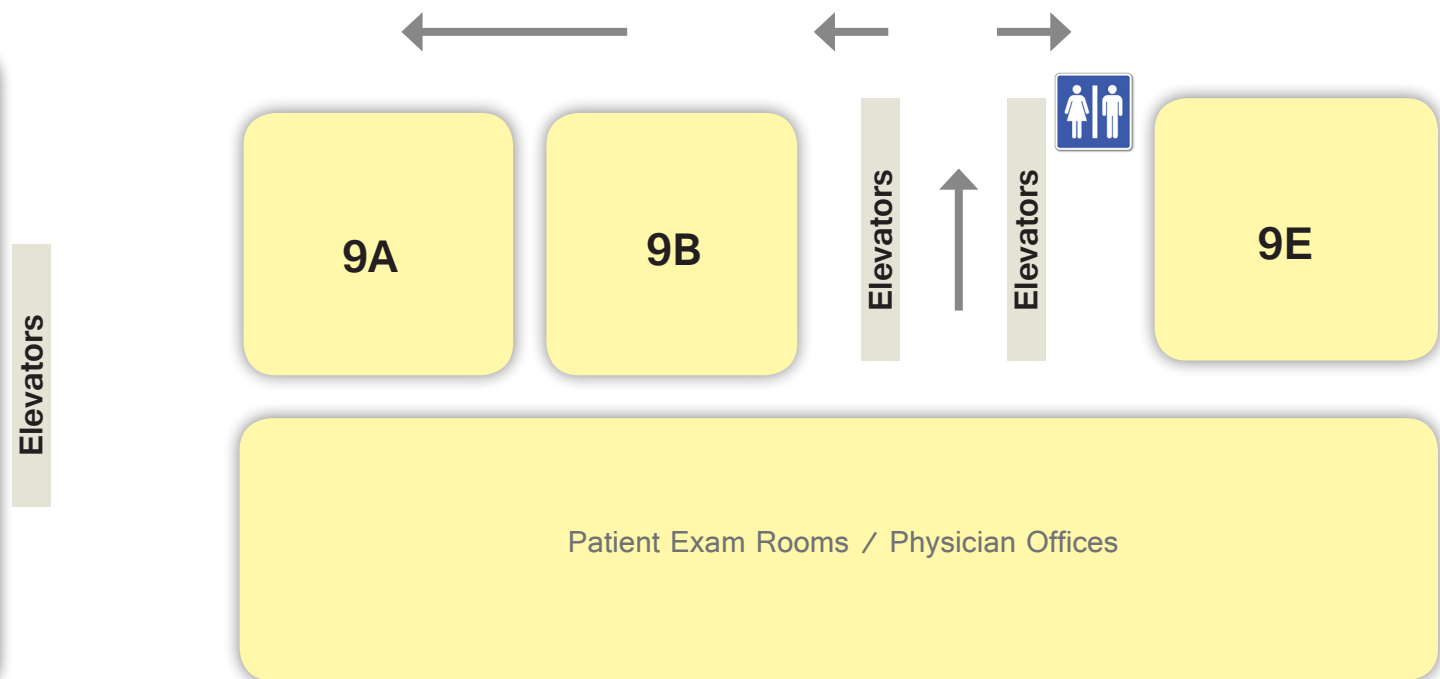 9A
9B
Elevators
Elevators
9E
Elevators
Patient Exam Rooms / Physician Offices